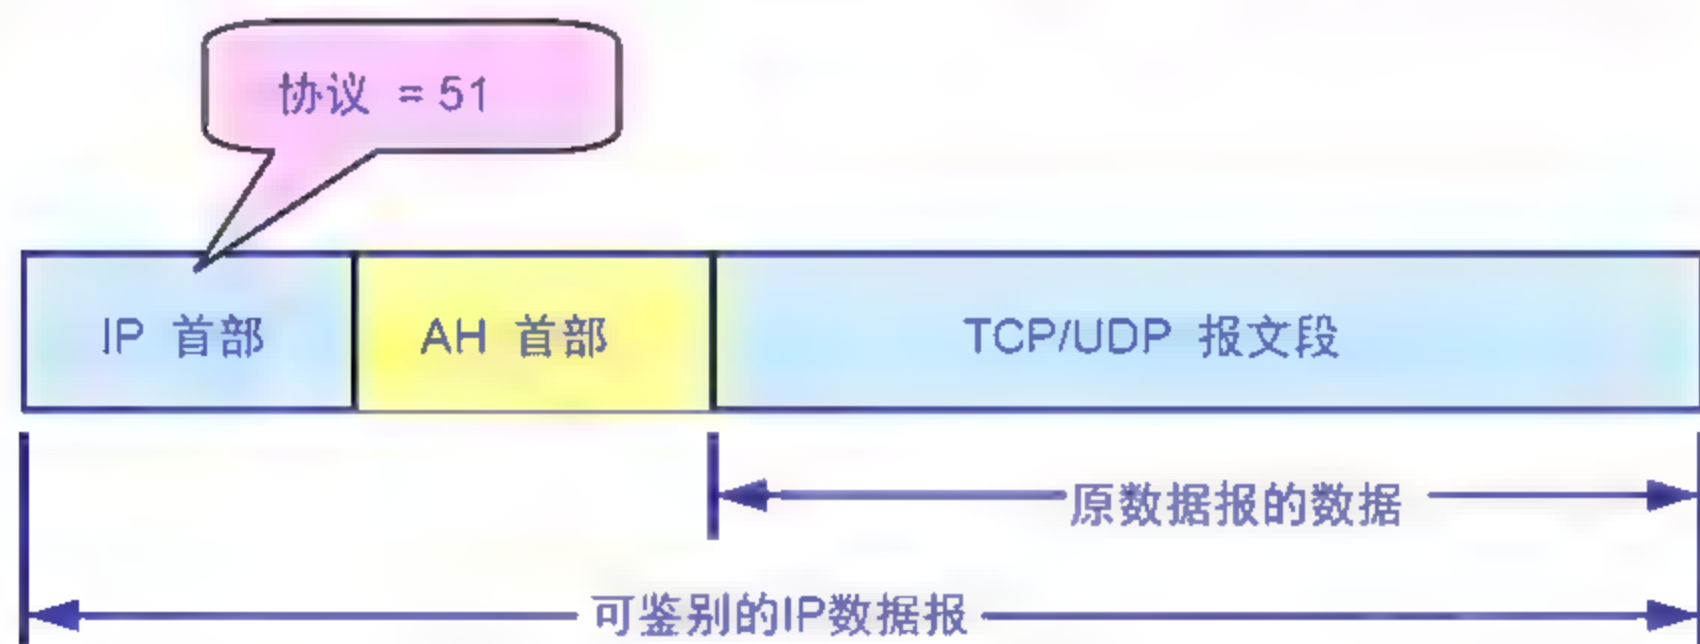 协议 = 51
IP 首部 AH 首部 TCP/UDP 报文段
原数据报的数据
可鉴别的IP数据报